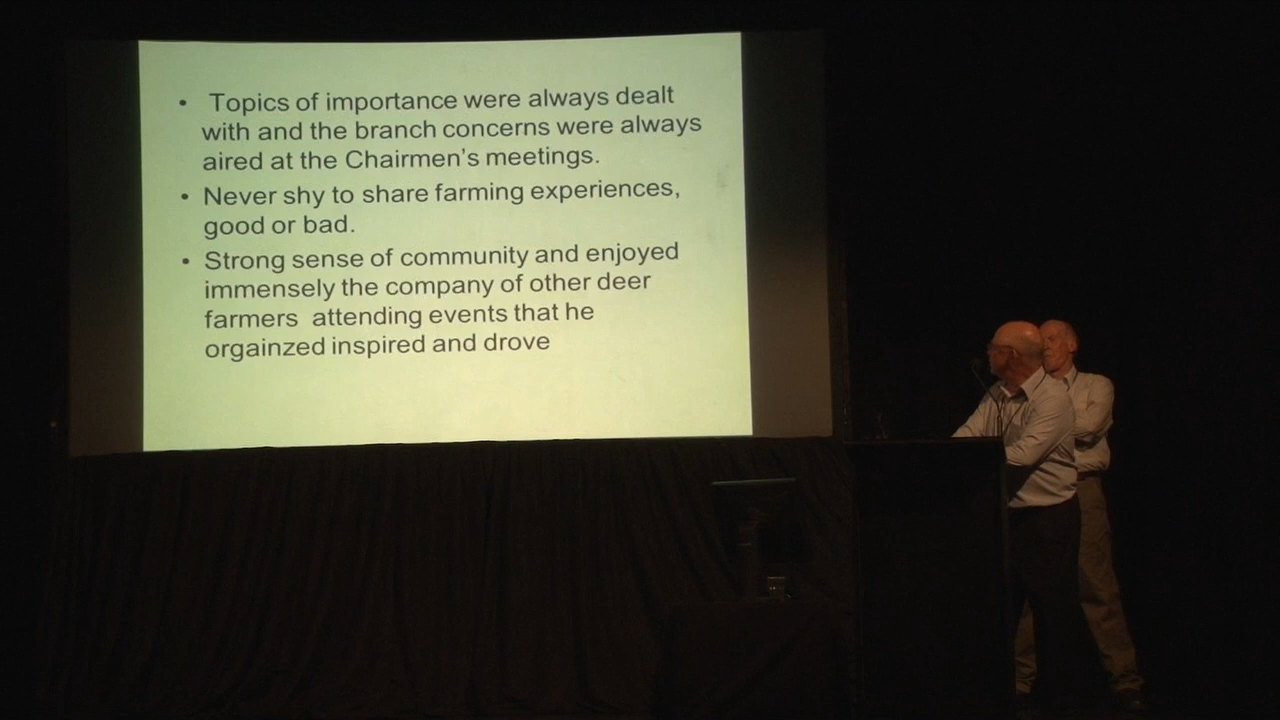 • Topics of importance were always dealt
with and the branch concerns were always
aired at the Chairmen’s meetings.
• Never shy to share farming experiences,
good or bad.
• Strong sense of community and enjoyed
immensely the company of other deer
farmers attending events that he
orgainzed inspired and drove